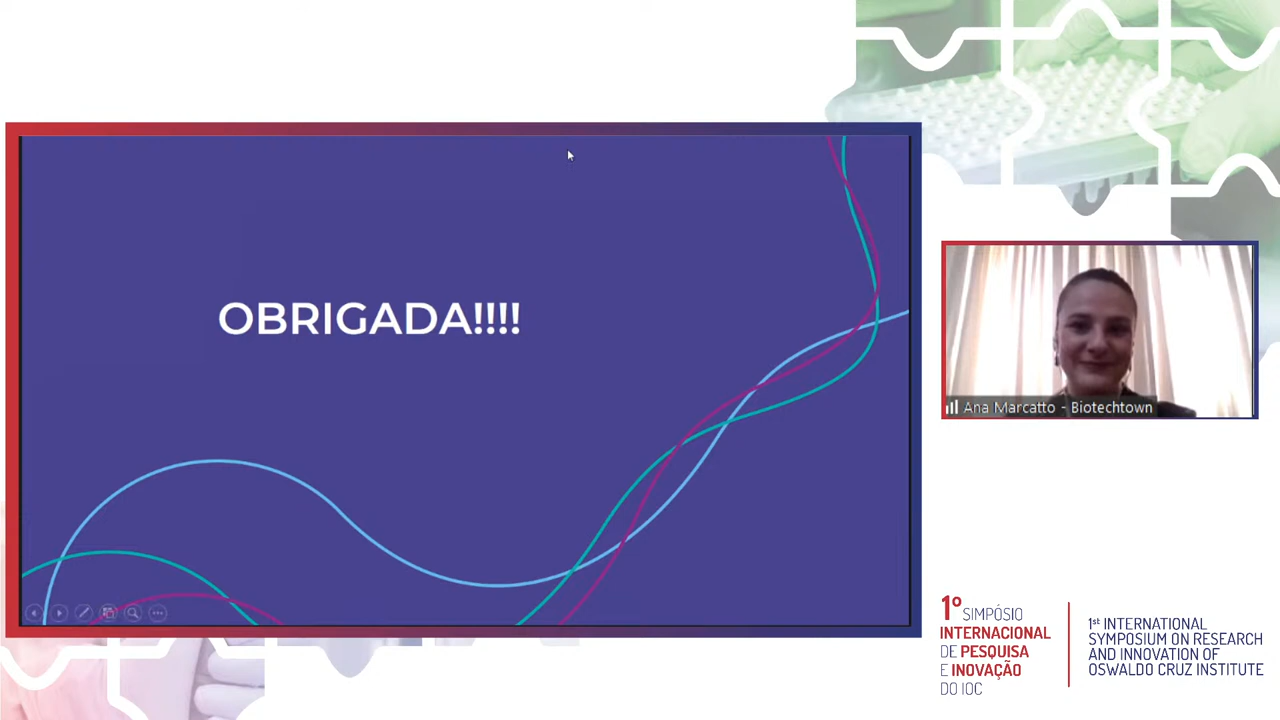 OBRIGADA!!!!
Ana Marcatto - Biotechtown
1º SIMPÓSIO
INTERNACIONAL
DE PESQUISA
E INOVAÇÃO
DO IOC
1st INTERNATIONAL
SYMPOSIUM ON RESEARCH
AND INNOVATION OF
OSWALDO CRUZ INSTITUTE